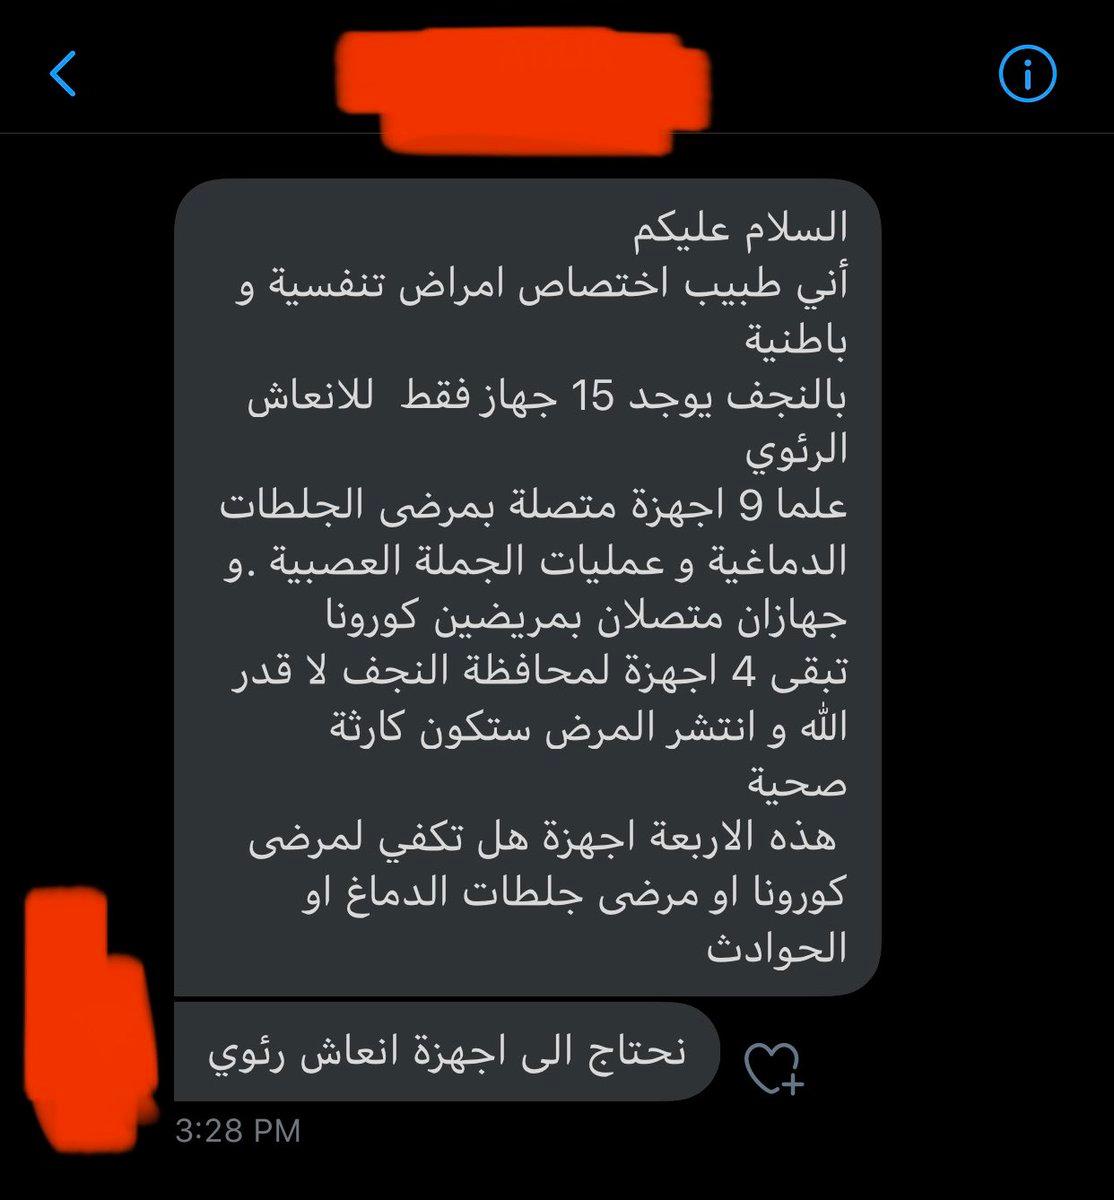 السلام عليكم
أني طبيب اختصاص امراض تنفسية و
باطنية
بالنجف يوجد 15 جهاز فقط  للانعاش
الرئوي
علما 9 اجهزة متصلة بمرضى الجلطات
الدماغية و عمليات الجملة العصبية .و
جهازان متصلان بمريضين كورونا
تبقى 4 اجهزة لمحافظة النجف لا قدر
الله و انتشر المرض ستكون كارثة
صحية
هذه الاربعة اجهزة هل تكفي لمرضى
كورونا او مرضى جلطات الدماغ او
الحوادث
نحتاج الى اجهزة انعاش رئوي
3:28 PM